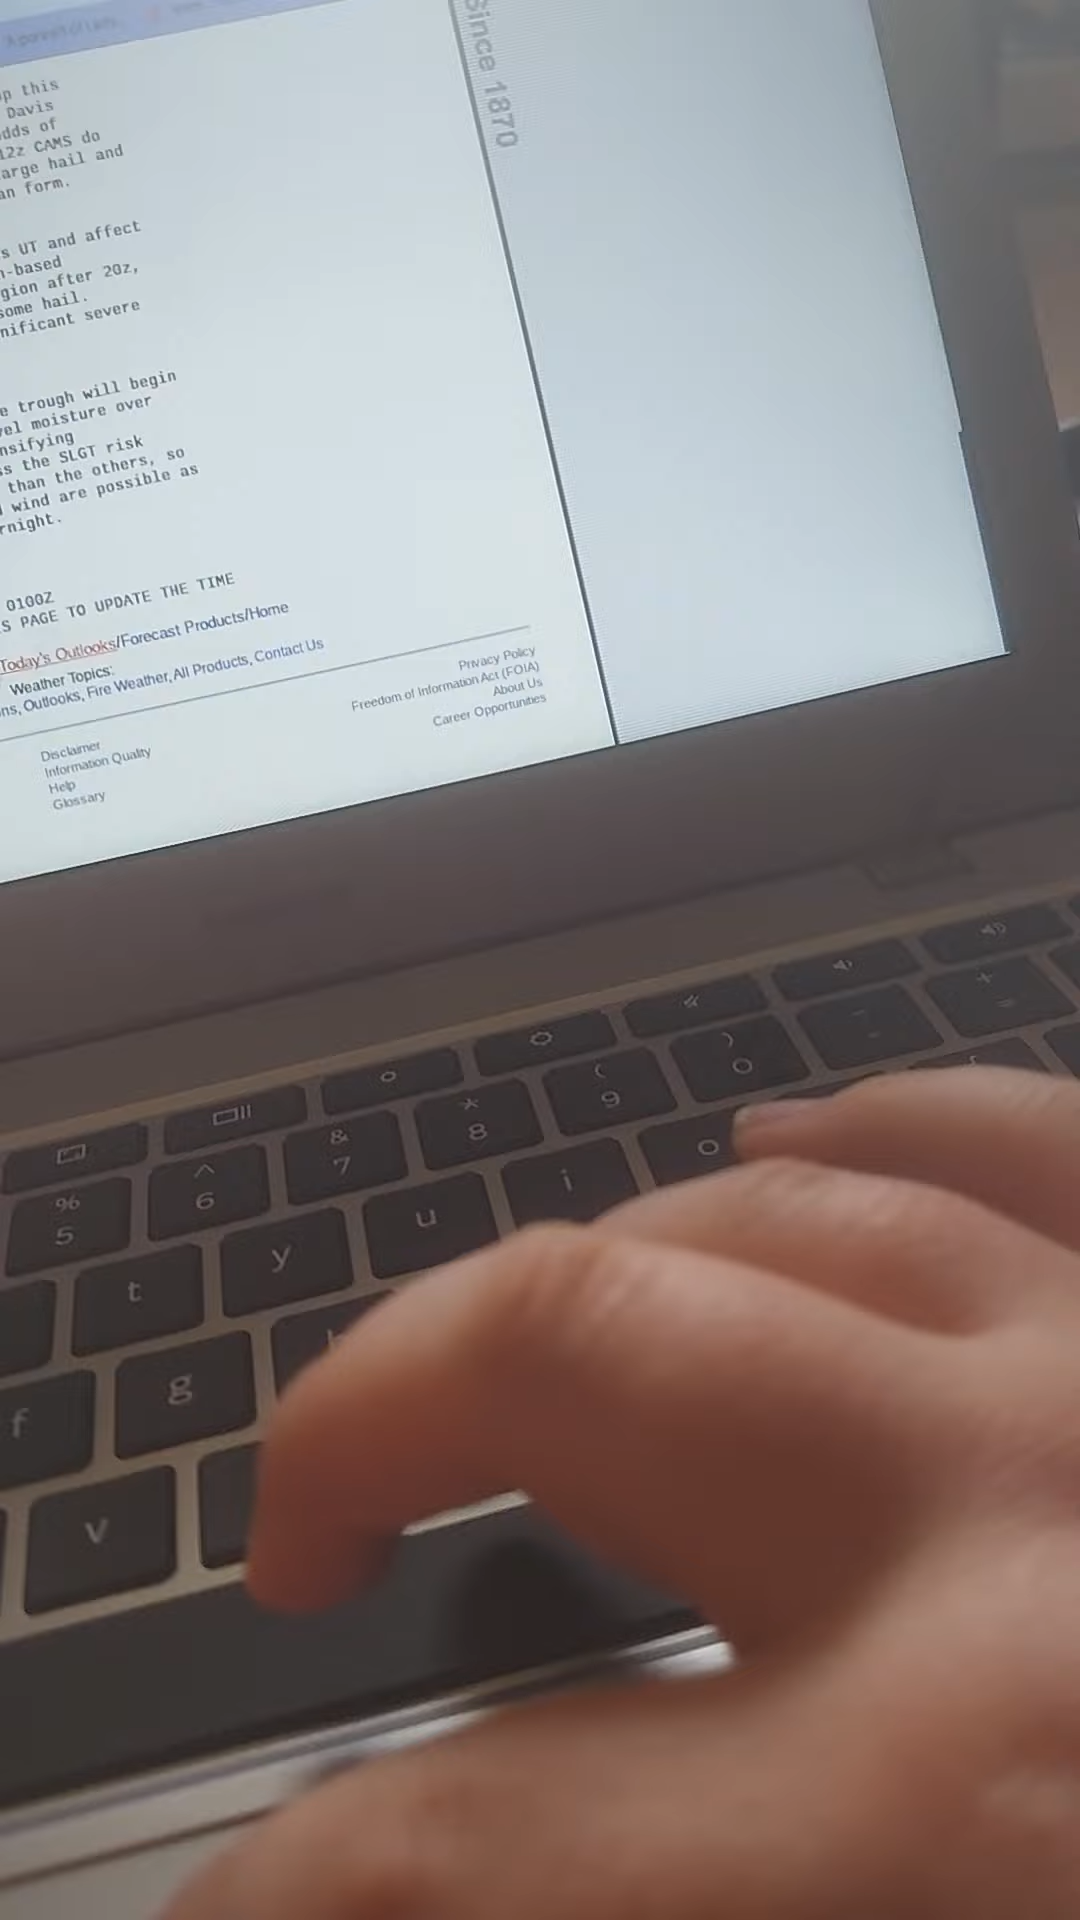 Since 1870
p this
Davis
dds of
12z CAMS do
arge hail and
an form.
s UT and affect
n-based
gion after 20z,
some hail.
nificant severe
e trough will begin
vel moisture over
nsifying
ss the SLGT risk
than the others, so
wind are possible as
rnight.
0100Z
S PAGE TO UPDATE THE TIME
Today's Outlooks/Forecast Products/Home
Weather Topics:
ns, Outlooks, Fire Weather, All Products, Contact Us
Disclaimer
Information Quality
Help
Glossary
Privacy Policy
Freedom of Information Act (FOIA)
About Us
Career Opportunities
% ^ & * ( ) +
5 6 7 8 9 0
t y u i o
f g
v